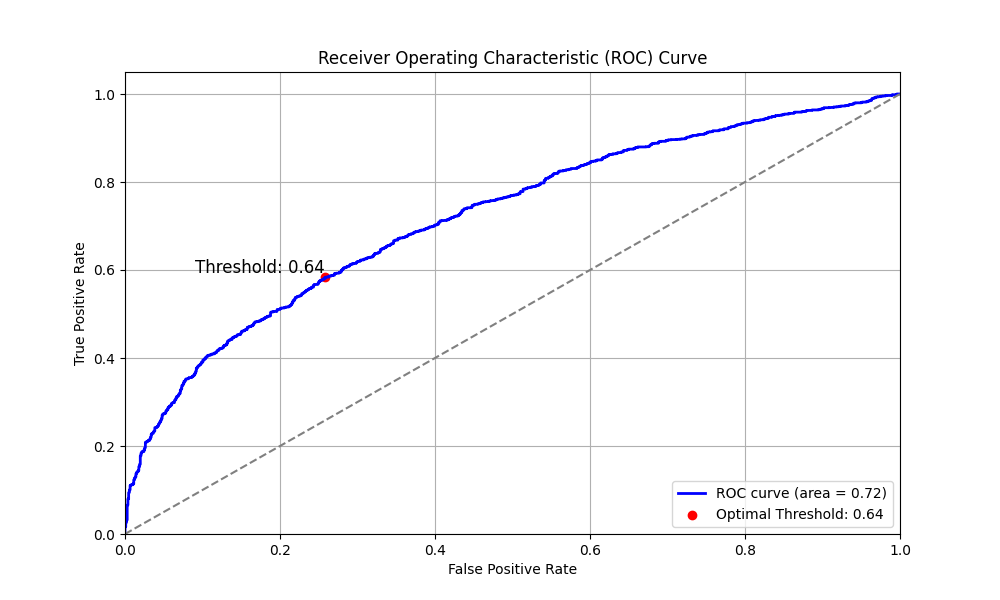 Receiver Operating Characteristic (ROC) Curve
True Positive Rate
1.0
0.8
0.6
0.4
0.2
0.0
Threshold: 0.64
ROC curve (area = 0.72)
Optimal Threshold: 0.64
0.0 0.2 0.4 0.6 0.8 1.0
False Positive Rate